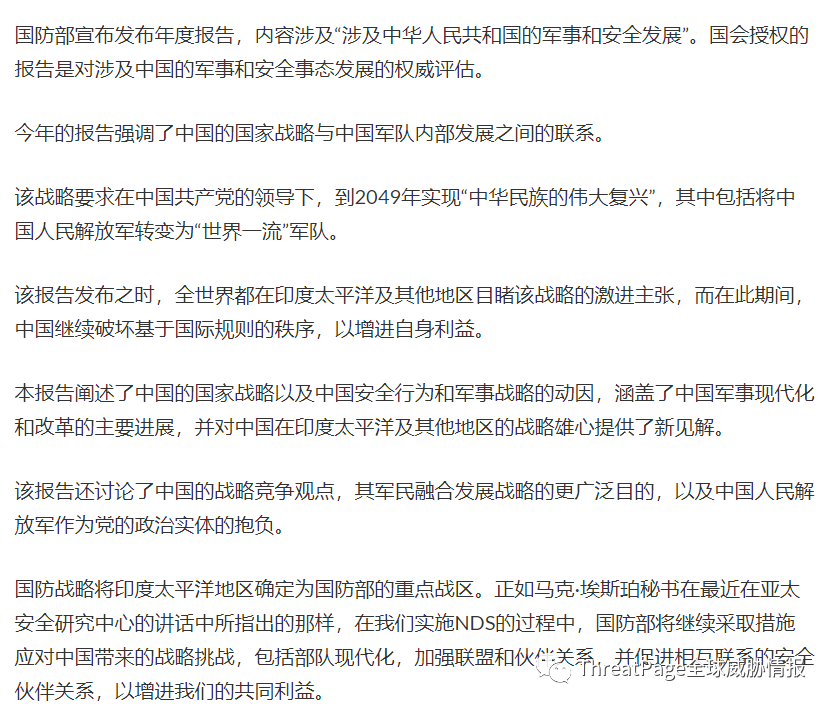 国防部宣布发布年度报告，内容涉及“涉及中华人民共和国的军事和安全发展”。国会授权的
报告是对涉及中国的军事和安全事态发展的权威评估。
今年的报告强调了中国的国家战略与中国军队内部发展之间的联系。
该战略要求在中国共产党的领导下，到2049年实现“中华民族的伟大复兴”，其中包括将中
国人民解放军转变为“世界一流”军队。
该报告发布之时，全世界都在印度太平洋及其他地区目睹该战略的激进主张，而在此期间，
中国继续破坏基于国际规则的秩序，以增进自身利益。
本报告阐述了中国的国家战略以及中国安全行为和军事战略的动因，涵盖了中国军事现代化
和改革的主要进展，并对中国在印度太平洋及其他地区的战略雄心提供了新见解。
该报告还讨论了中国的战略竞争观点，其军民融合发展战略的更广泛目的，以及中国人民解
放军作为党的政治实体的抱负。
国防战略将印度太平洋地区确定为国防部的重点战区。正如马克·埃斯珀秘书在最近在亚太
安全研究中心的讲话中所指出的那样，在我们实施NDS的过程中，国防部将继续采取措施
应对中国带来的战略挑战，包括部队现代化，加强联盟和伙伴关系，并促进相互联系的安全
伙伴关系，以增进我们的共同利益。
ThreatPage全球威胁情报